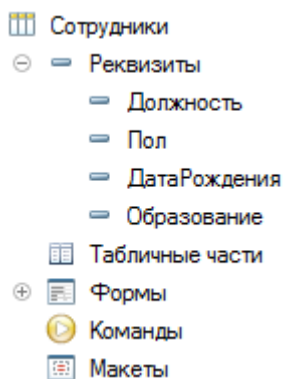 Сотрудники
Реквизиты
Должность
Пол
ДатаРождения
Образование
Табличные части
Формы
Команды
Макеты